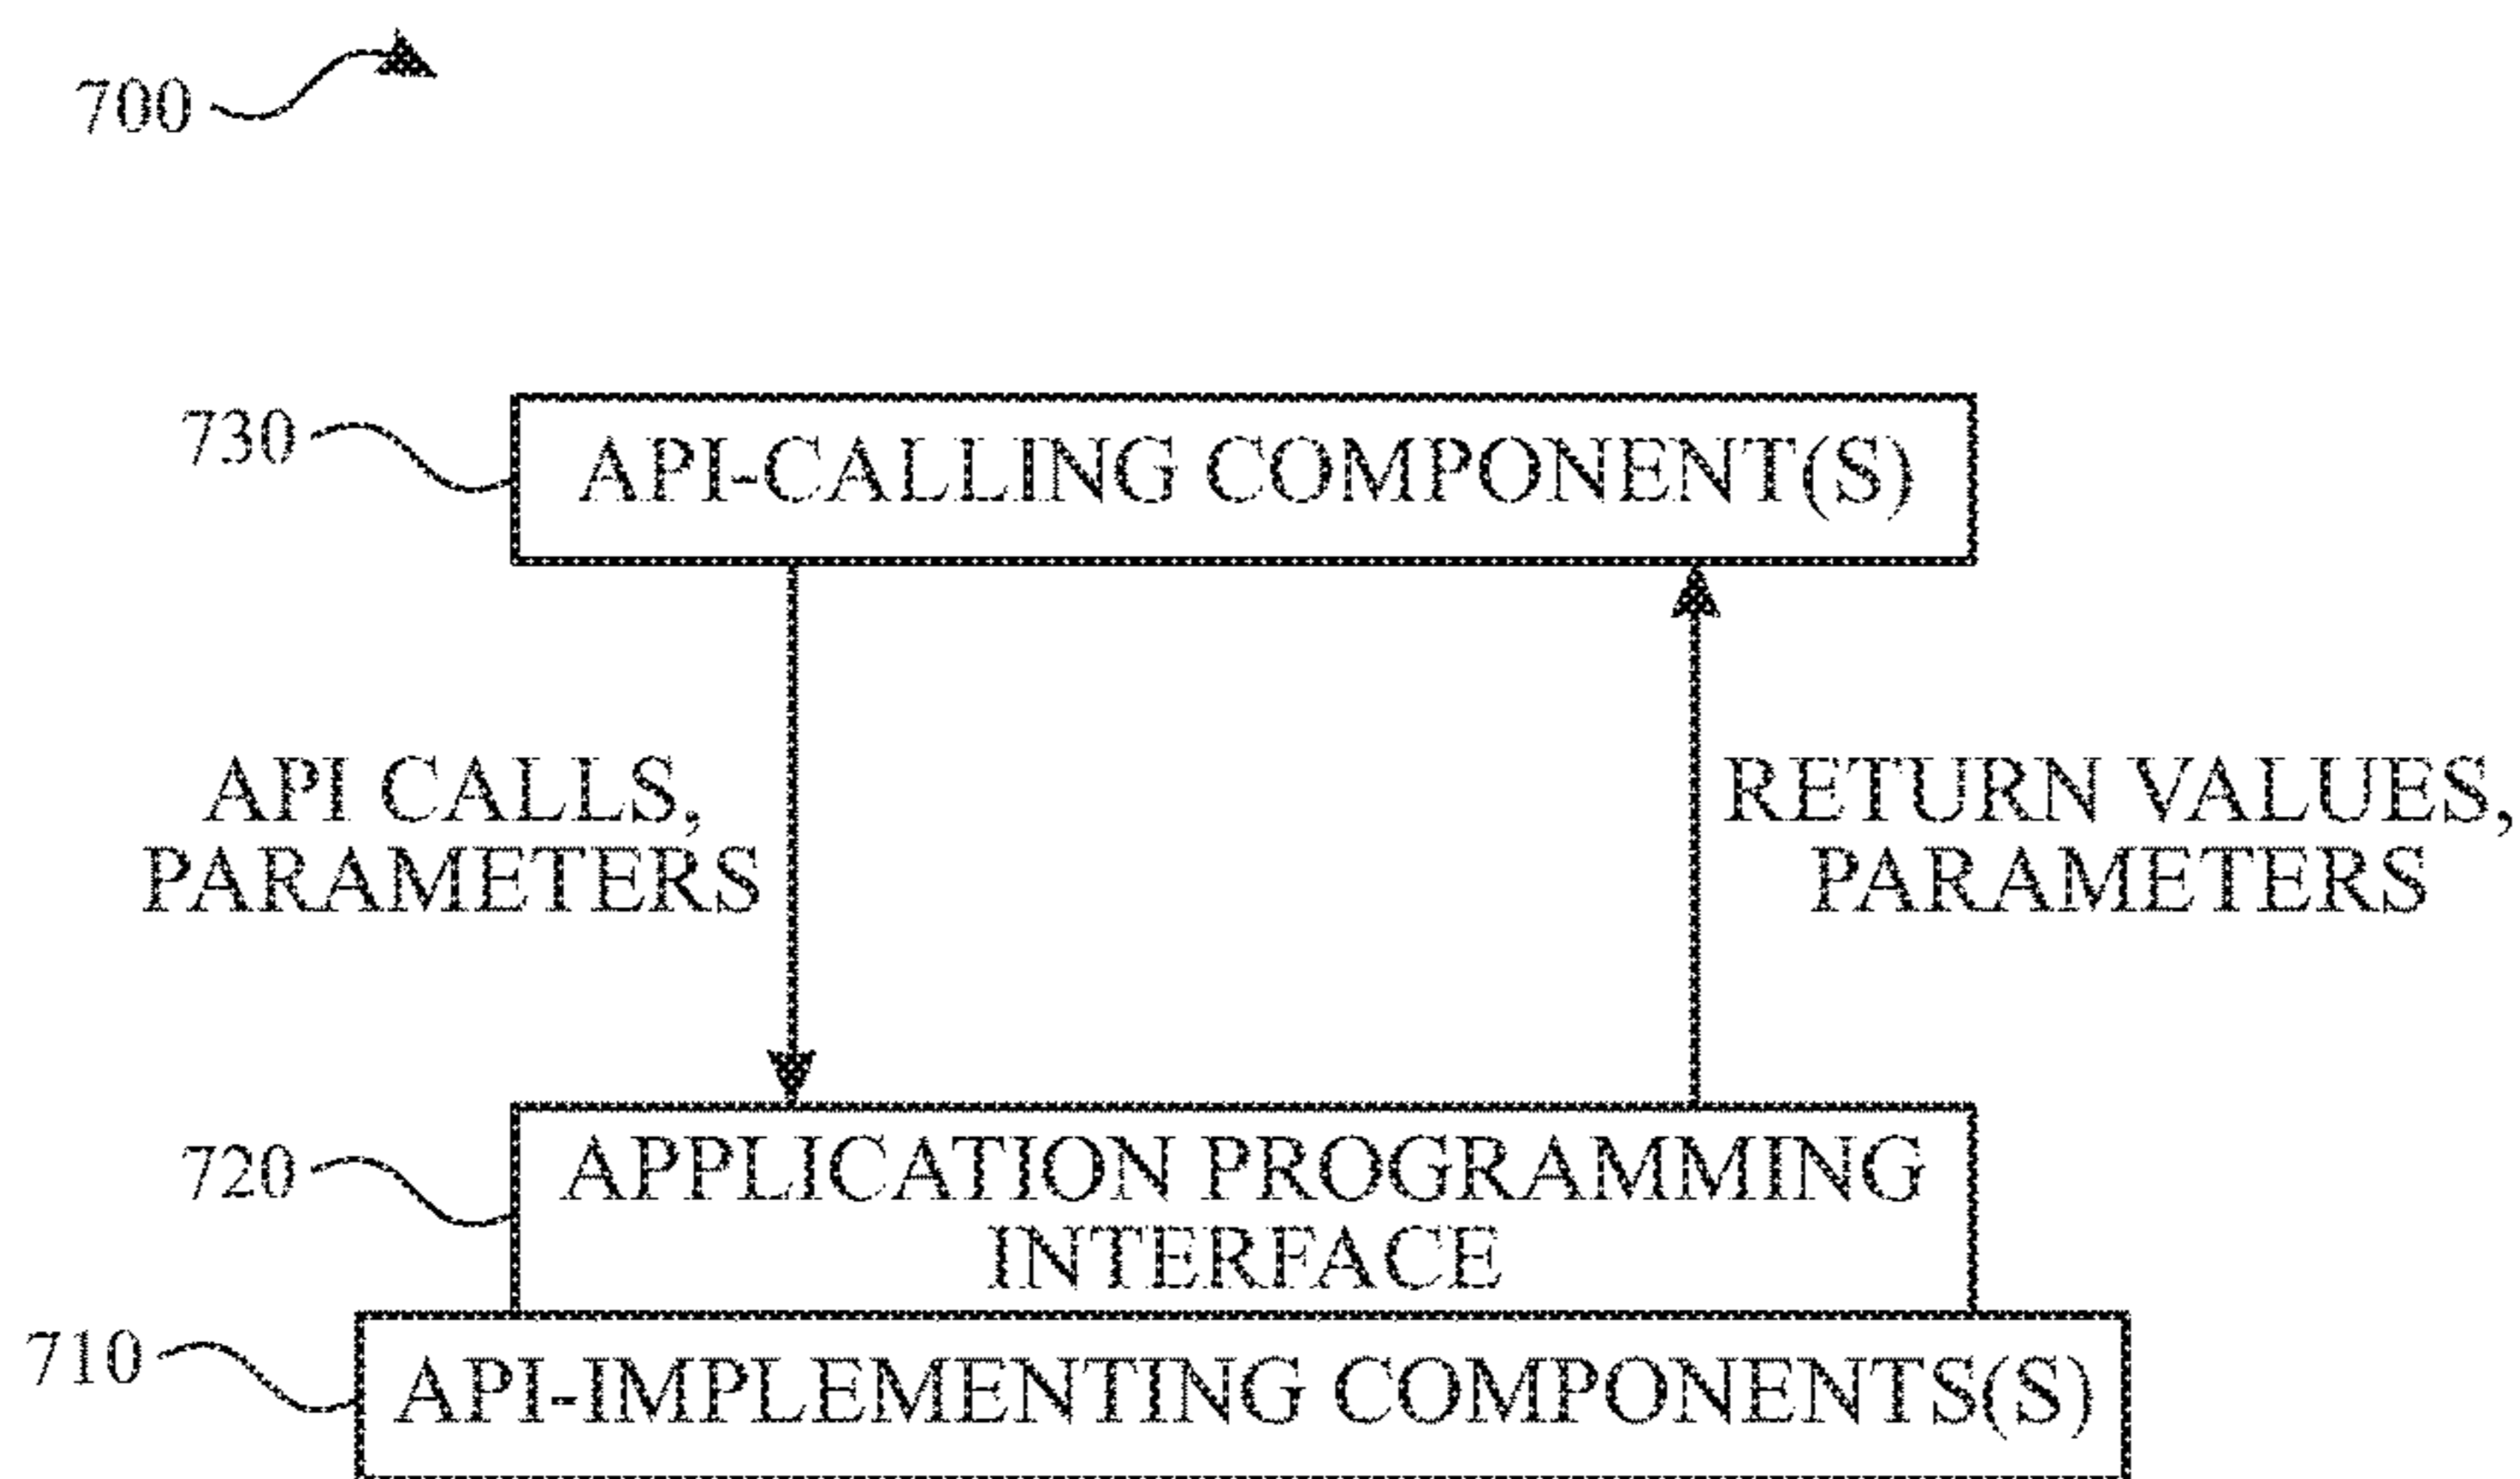 700
730
API-CALLING COMPONENT(S)
API CALLS,
PARAMETERS
RETURN VALUES,
PARAMETERS
720
APPLICATION PROGRAMMING
INTERFACE
710
API-IMPLEMENTING COMPONENTS(S)